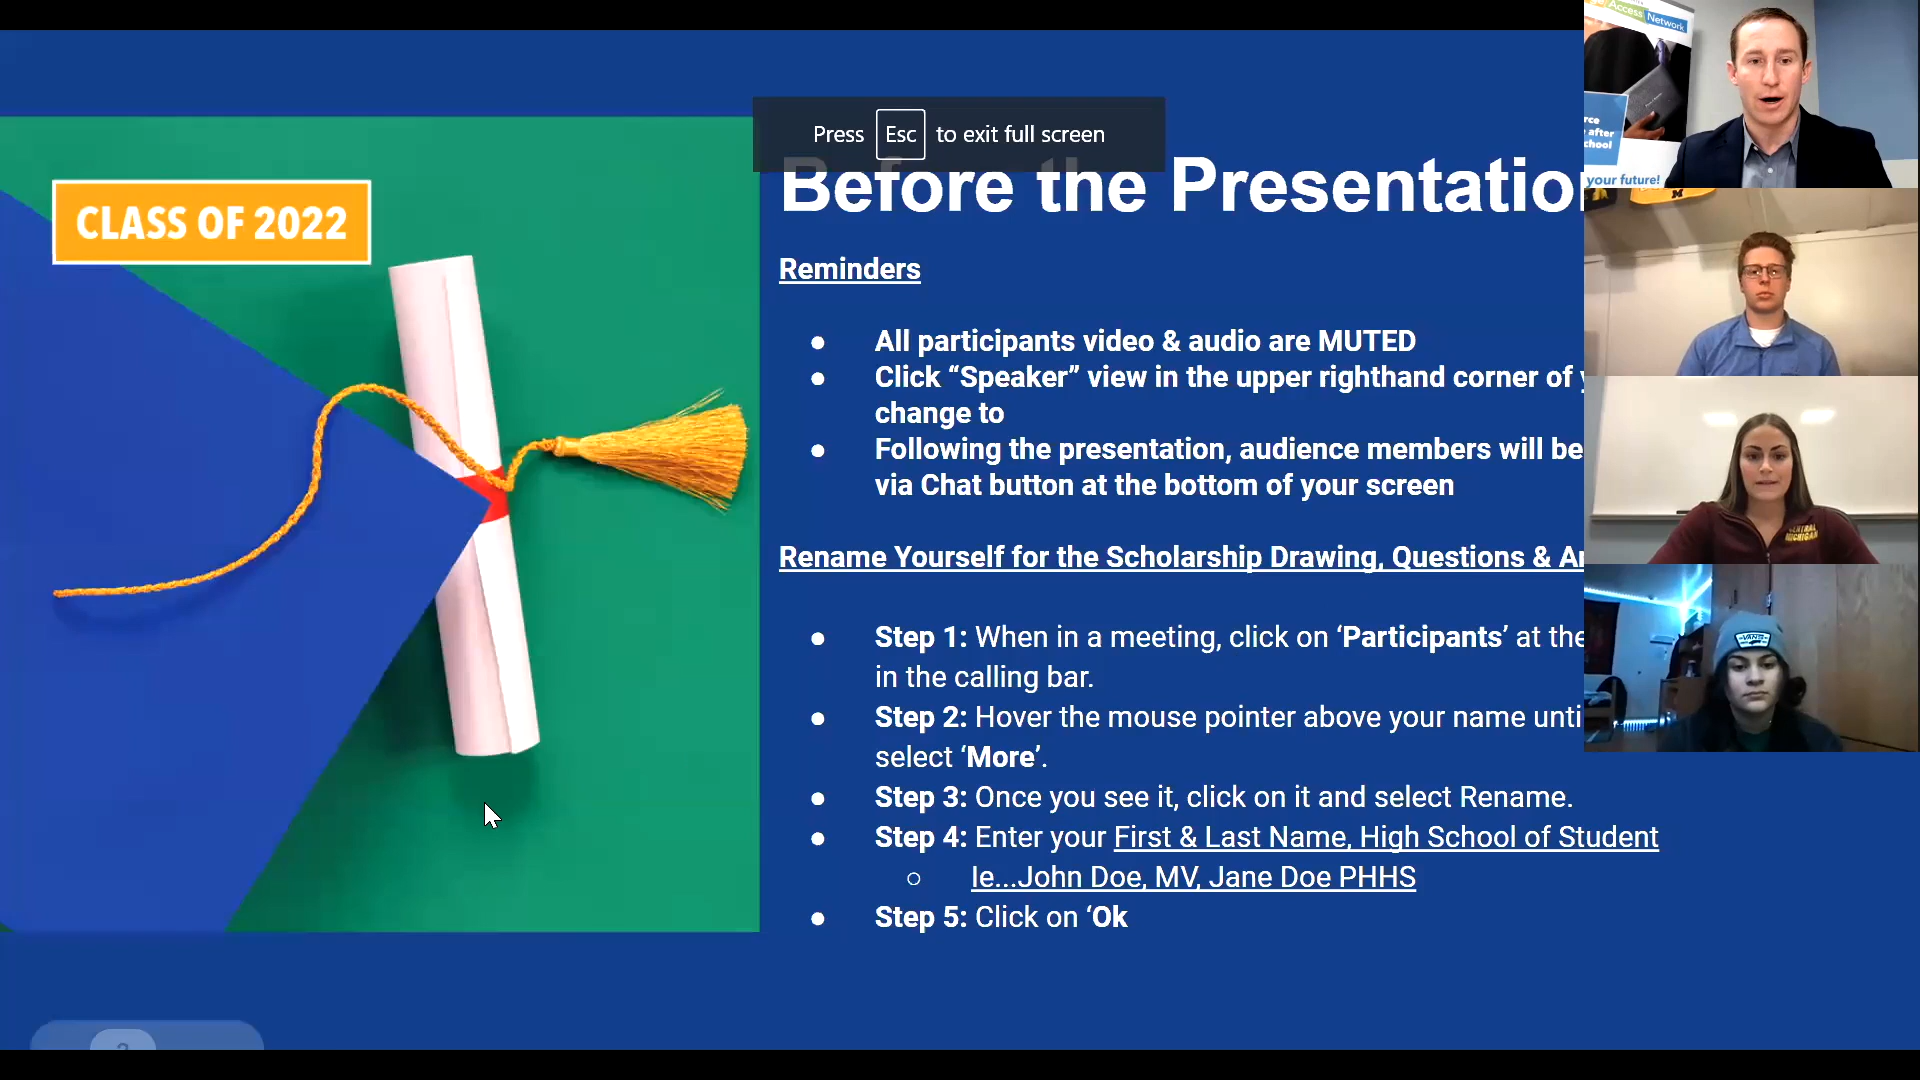 CLASS OF 2022
Press Esc to exit full screen
Before the Presentatio
Reminders
● All participants video & audio are MUTED
● Click “Speaker” view in the upper righthand corner of
change to
● Following the presentation, audience members will be
via Chat button at the bottom of your screen
Rename Yourself for the Scholarship Drawing, Questions &
● Step 1: When in a meeting, click on ‘Participants’ at the
in the calling bar.
● Step 2: Hover the mouse pointer above your name unti
select ‘More’.
● Step 3: Once you see it, click on it and select Rename.
● Step 4: Enter your First & Last Name, High School of Student
○ Ie...John Doe, MV, Jane Doe PHHS
● Step 5: Click on ‘Ok
Access Network
rce
after
chool
your future!
M
CENTRAL
MICHIGAN
VANS